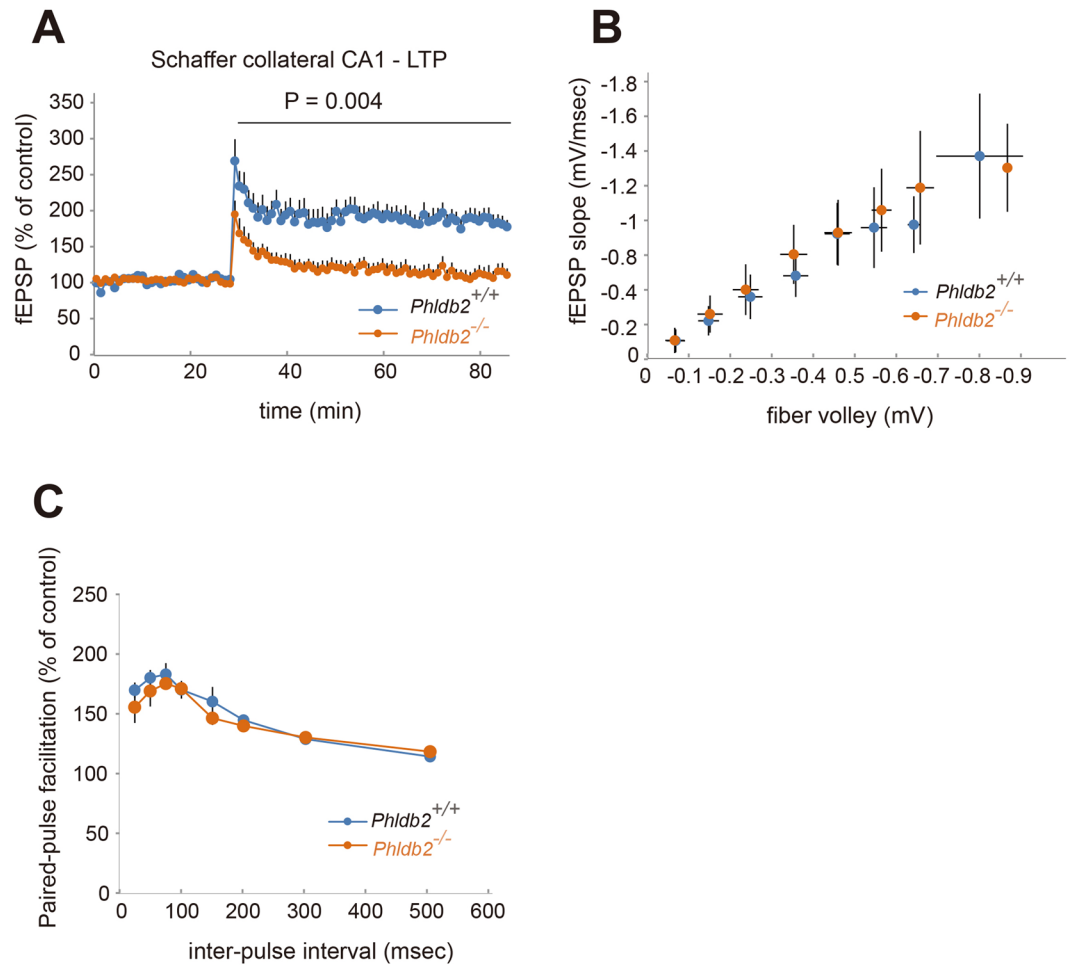 A
Schaffer collateral CA1 - LTP
P = 0.004
fEPSP (% of control)
350
300
250
200
150
100
50
0
Phldb2+/+
Phldb2-/-
0 20 40 60 80
time (min)
B
fEPSP slope (mV/msec)
-1.8
-1.6
-1.4
-1.2
-1
-0.8
-0.4
-0.2
0
Phldb2+/+
Phldb2-/-
0 -0.1 -0.2 -0.3 -0.4 0.5 -0.6 -0.7 -0.8 -0.9
fiber volley (mV)
C
Paired-pulse facilitation (% of control)
250
200
150
100
50
0
Phldb2+/+
Phldb2-/-
0 100 200 300 400 500 600
inter-pulse interval (msec)